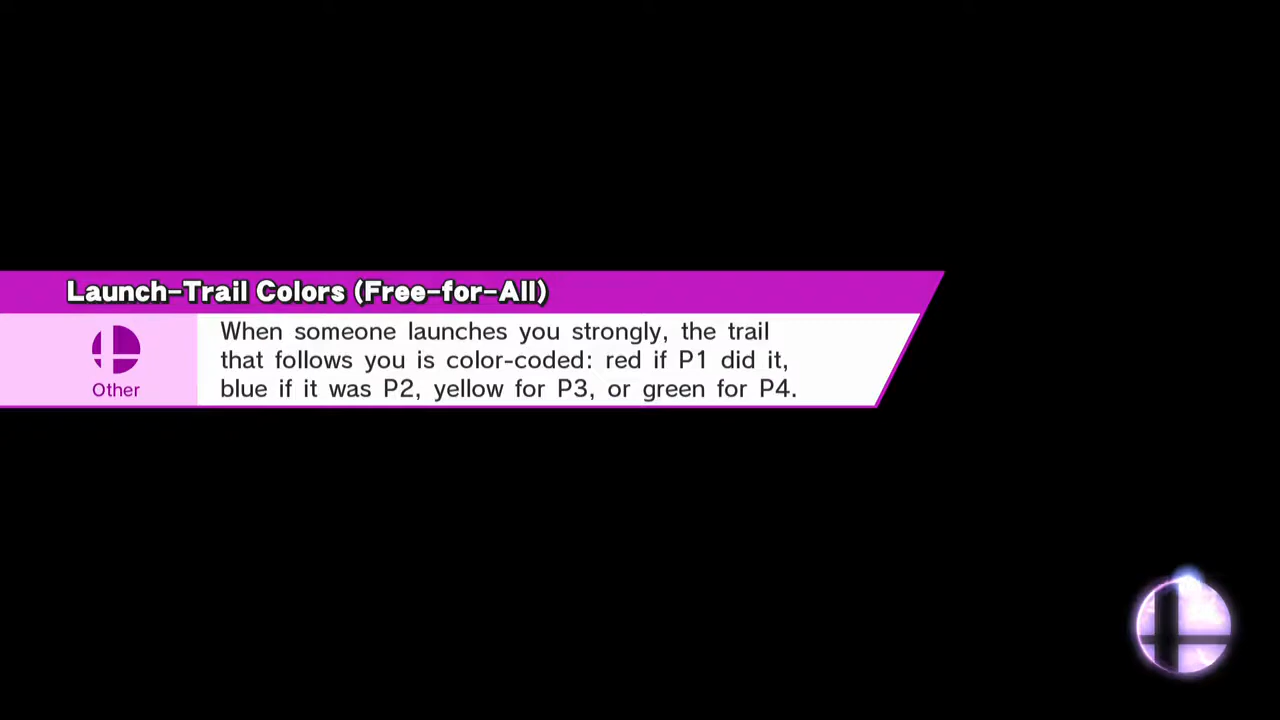 Launch-Trail Colors (Free-for-All)
Other
When someone launches you strongly, the trail
that follows you is color-coded: red if P1 did it,
blue if it was P2, yellow for P3, or green for P4.